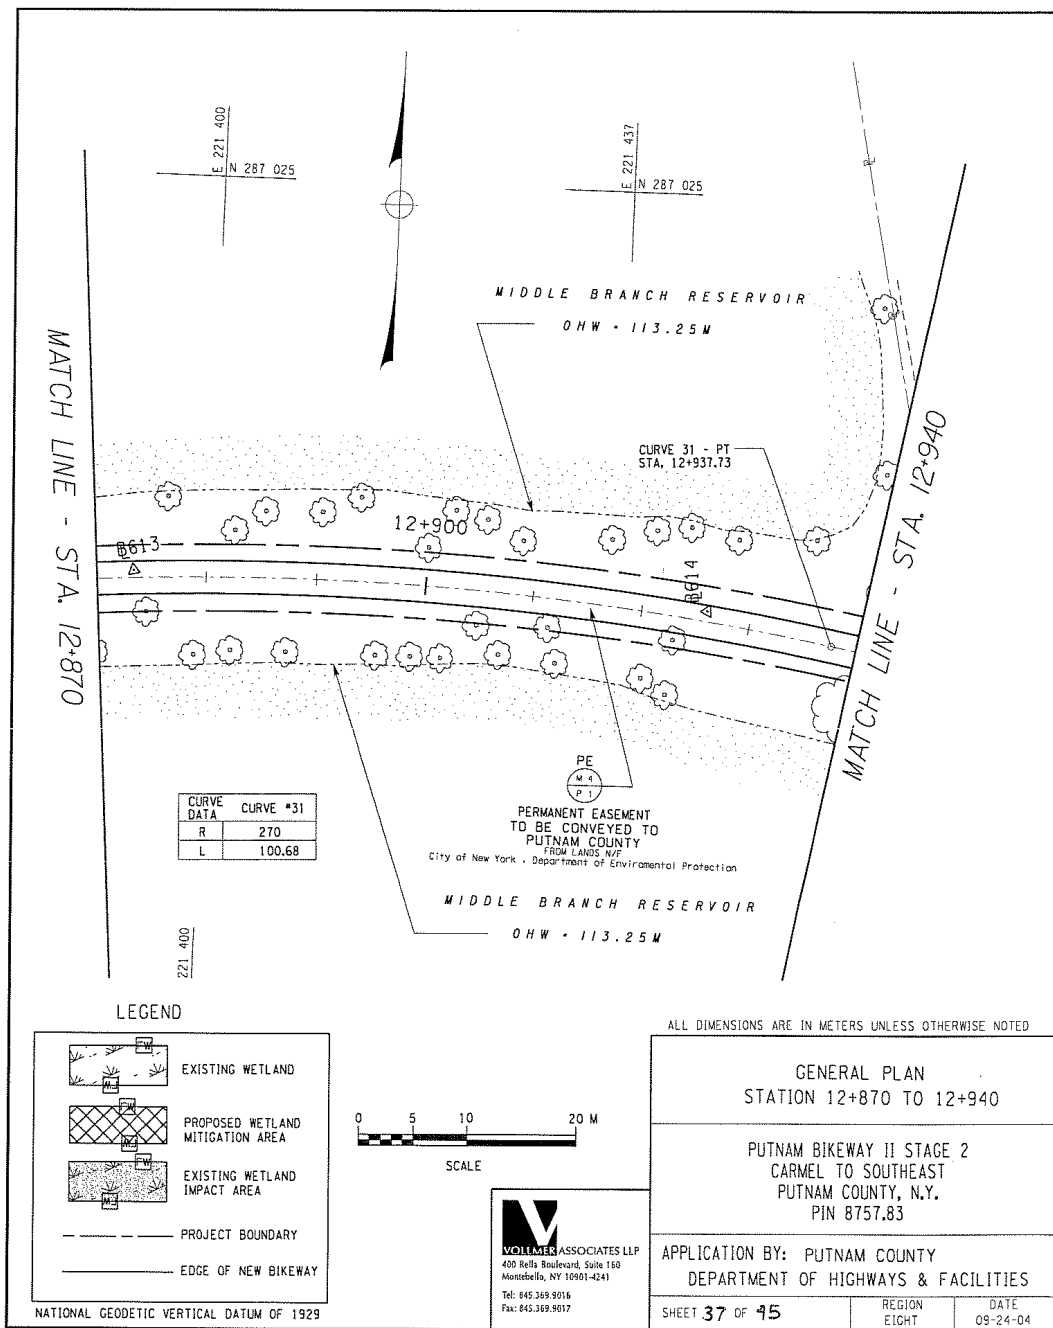 E 221 400
N 287 025
E 221 437
N 287 025
MIDDLE BRANCH RESERVOIR
OHW = 113.25M
MATCH LINE - STA. 12+870
CURVE 31 - PT
STA. 12+937.73
MATCH LINE - STA. 12+940
12+900
PE
M 4
P 1
PERMANENT EASEMENT
TO BE CONVEYED TO
PUTNAM COUNTY
FROM LANDS N/F
City of New York , Department of Enviromental Protection
CURVE DATA CURVE #31
R 270
L 100.68
MIDDLE BRANCH RESERVOIR
OHW = 113.25M
221 400
LEGEND
EXISTING WETLAND
PROPOSED WETLAND
MITIGATION AREA
EXISTING WETLAND
IMPACT AREA
PROJECT BOUNDARY
EDGE OF NEW BIKEWAY
NATIONAL GEODETIC VERTICAL DATUM OF 1929
0 5 10 20 M
SCALE
VOLLMER ASSOCIATES LLP
400 Rella Boulevard, Suite 160
Montebello, NY 10901-4241
Tel: 845.369.9016
Fax: 845.369.9017
ALL DIMENSIONS ARE IN METERS UNLESS OTHERWISE NOTED
GENERAL PLAN
STATION 12+870 TO 12+940
PUTNAM BIKEWAY II STAGE 2
CARMEL TO SOUTHEAST
PUTNAM COUNTY, N.Y.
PIN 8757.83
APPLICATION BY: PUTNAM COUNTY
DEPARTMENT OF HIGHWAYS & FACILITIES
SHEET 37 OF 45
REGION
EIGHT
DATE
09-24-04